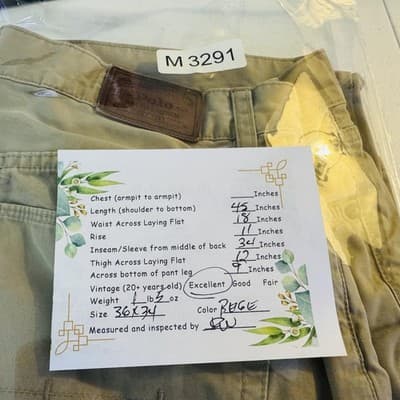 M 3291
Polo
Chest (armpit to armpit) ____Inches
Length (shoulder to bottom) 45 Inches
Waist Across Laying Flat 18 Inches
Rise 11 Inches
Inseam/Sleeve from middle of back 34 Inches
Thigh Across Laying Flat 12 Inches
Across bottom of pant leg 9 Inches
Vintage (20+ years old) Excellent Good Fair
Weight 1 lb 5 oz Color BEIGE
Size 36X34
Measured and inspected by